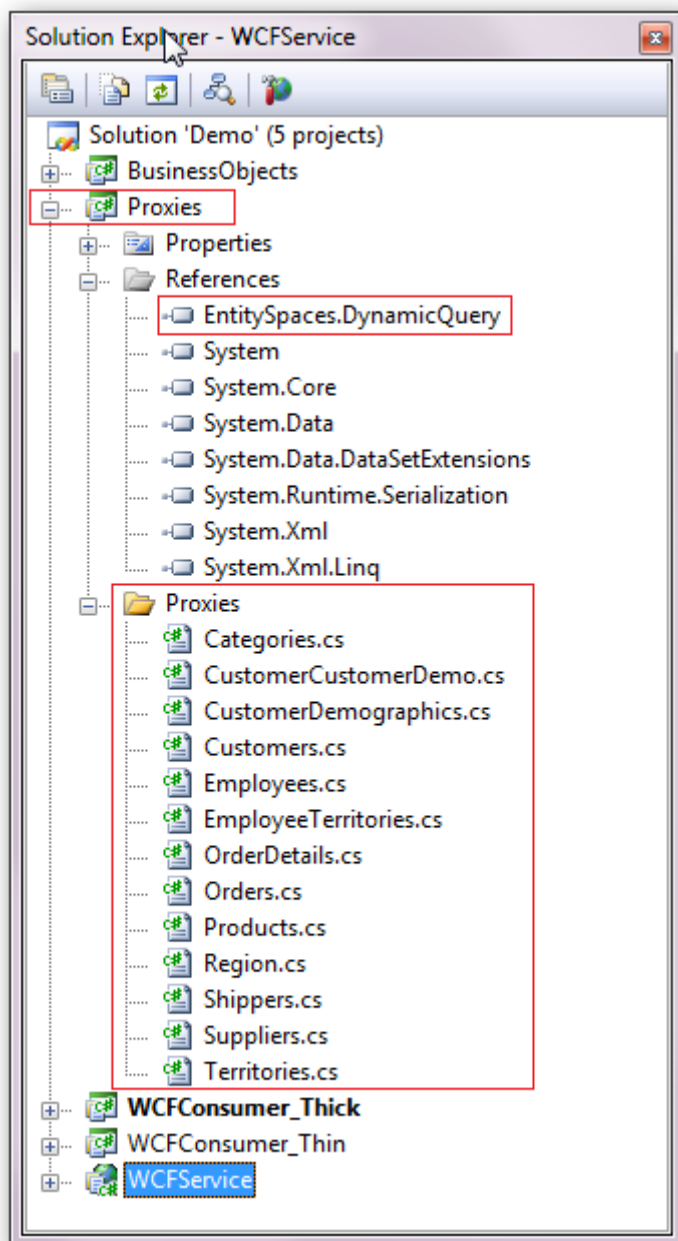 Solution Explorer - WCFService
Solution 'Demo' (5 projects)
BusinessObjects
Proxies
Properties
References
EntitySpaces.DynamicQuery
System
System.Core
System.Data
System.Data.DataSetExtensions
System.Runtime.Serialization
System.Xml
System.Xml.Linq
Proxies
Categories.cs
CustomerCustomerDemo.cs
CustomerDemographics.cs
Customers.cs
Employees.cs
EmployeeTerritories.cs
OrderDetails.cs
Orders.cs
Products.cs
Region.cs
Shippers.cs
Suppliers.cs
Territories.cs
WCFConsumer_Thick
WCFConsumer_Thin
WCFService